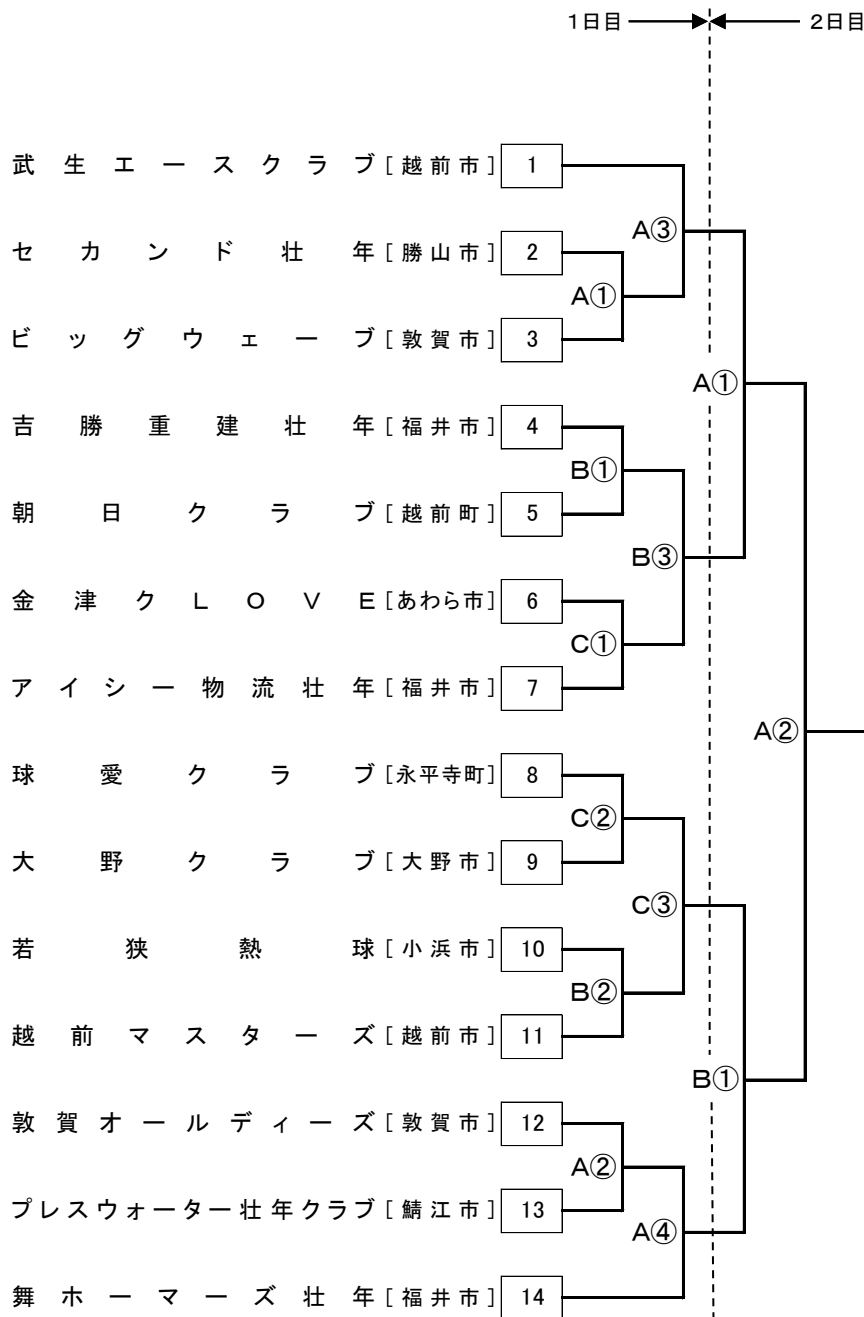 1日目 2日目
武生エースクラブ[越前市] 1
A③
セカンド壮年[勝山市] 2
A①
ビッグウェーブ[敦賀市] 3
A①
吉勝重建壮年[福井市] 4
B①
朝日クラブ[越前町] 5
B③
金津クLOVE[あわら市] 6
C①
アイシー物流壮年[福井市] 7
A②
球愛クラブ[永平寺町] 8
C②
大野クラブ[大野市] 9
C③
若狭熱球[小浜市] 10
B②
越前マスターズ[越前市] 11
B①
敦賀オールディーズ[敦賀市] 12
A②
プレスウォーター壮年クラブ[鯖江市] 13
A④
舞ホーマーズ壮年[福井市] 14